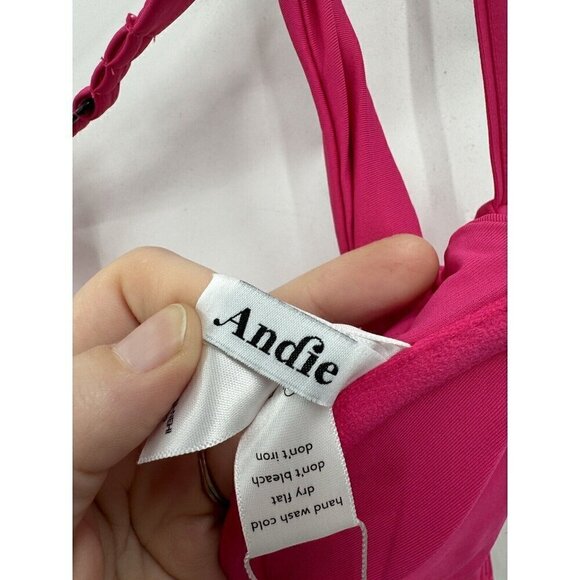 Andie
hand wash cold
dry flat
don't bleach
don't iron